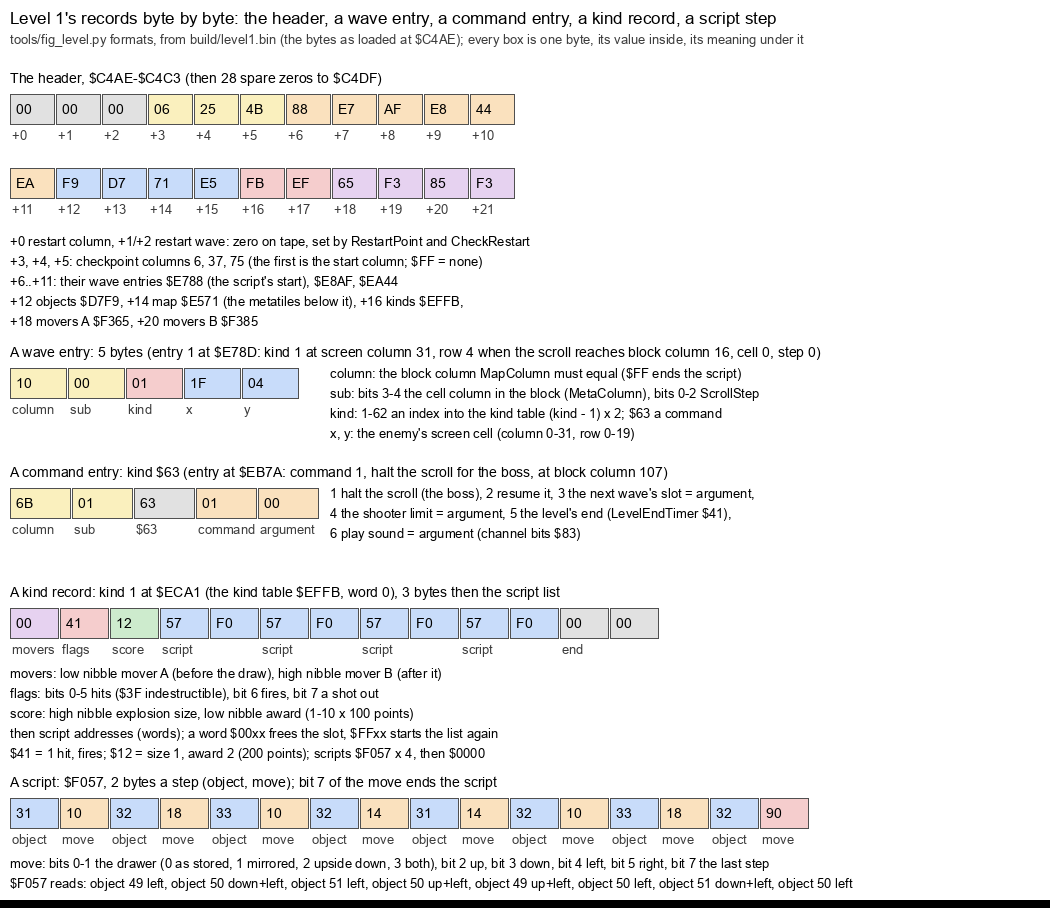 Level 1's records byte by byte: the header, a wave entry, a command entry, a kind record, a script step
tools/fig_level.py formats, from build/level1.bin (the bytes as loaded at $C4AE); every box is one byte, its value inside, its meaning under it
The header, $C4AE-$C4C3 (then 28 spare zeros to $C4DF)
00 00 00 06 25 4B 88 E7 AF E8 44
+0 +1 +2 +3 +4 +5 +6 +7 +8 +9 +10
EA F9 D7 71 E5 FB EF 65 F3 85 F3
+11 +12 +13 +14 +15 +16 +17 +18 +19 +20 +21
+0 restart column, +1/+2 restart wave: zero on tape, set by RestartPoint and CheckRestart
+3, +4, +5: checkpoint columns 6, 37, 75 (the first is the start column; $FF = none)
+6..+11: their wave entries $E788 (the script's start), $E8AF, $EA44
+12 objects $D7F9, +14 map $E571 (the metatiles below it), +16 kinds $EFFB,
+18 movers A $F365, +20 movers B $F385
A wave entry: 5 bytes (entry 1 at $E78D: kind 1 at screen column 31, row 4 when the scroll reaches block column 16, cell 0, step 0)
10 00 01 1F 04
column sub kind x y
column: the block column MapColumn must equal ($FF ends the script)
sub: bits 3-4 the cell column in the block (MetaColumn), bits 0-2 ScrollStep
kind: 1-62 an index into the kind table (kind - 1) x 2; $63 a command
x, y: the enemy's screen cell (column 0-31, row 0-19)
A command entry: kind $63 (entry at $EB7A: command 1, halt the scroll for the boss, at block column 107)
6B 01 63 01 00
column sub $63 command argument
1 halt the scroll (the boss), 2 resume it, 3 the next wave's slot = argument,
4 the shooter limit = argument, 5 the level's end (LevelEndTimer $41),
6 play sound = argument (channel bits $83)
A kind record: kind 1 at $ECA1 (the kind table $EFFB, word 0), 3 bytes then the script list
00 41 12 57 F0 57 F0 57 F0 57 F0 00 00
movers flags score script script script script end
movers: low nibble mover A (before the draw), high nibble mover B (after it)
flags: bits 0-5 hits ($3F indestructible), bit 6 fires, bit 7 a shot out
score: high nibble explosion size, low nibble award (1-10 x 100 points)
then script addresses (words); a word $00xx frees the slot, $FFxx starts the list again
$41 = 1 hit, fires; $12 = size 1, award 2 (200 points); scripts $F057 x 4, then $0000
A script: $F057, 2 bytes a step (object, move); bit 7 of the move ends the script
31 10 32 18 33 10 32 14 31 14 32 10 33 18 32 90
object move object move object move object move object move object move object move object move
move: bits 0-1 the drawer (0 as stored, 1 mirrored, 2 upside down, 3 both), bit 2 up, bit 3 down, bit 4 left, bit 5 right, bit 7 the last step
$F057 reads: object 49 left, object 50 down+left, object 51 left, object 50 up+left, object 49 up+left, object 50 left, object 51 down+left, object 50 left